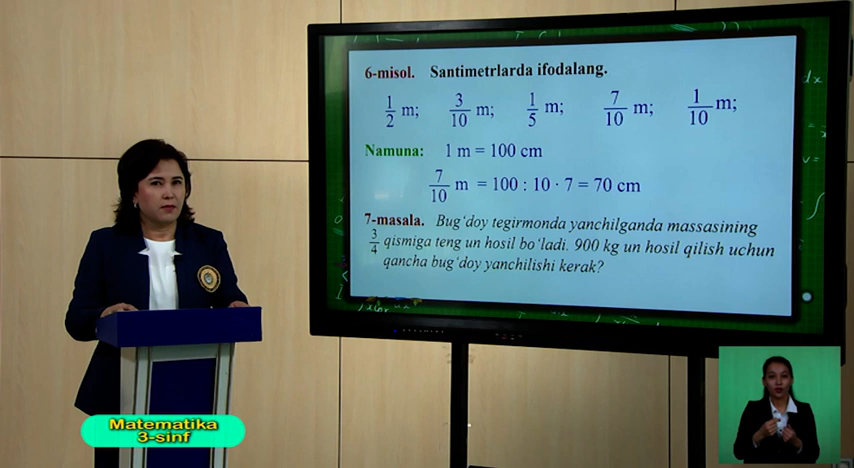 6-misol. Santimetrlarda ifodalang.
1/2 m; 3/10 m; 1/5 m; 7/10 m; 1/10 m;
Namuna: 1 m = 100 cm
7/10 m = 100 : 10 · 7 = 70 cm
7-masala. Bug‘doy tegirmonda yanchilganda massasining
3/4 qismiga teng un hosil bo‘ladi. 900 kg un hosil qilish uchun
qancha bug‘doy yanchilishi kerak?
Matematika
3-sinf